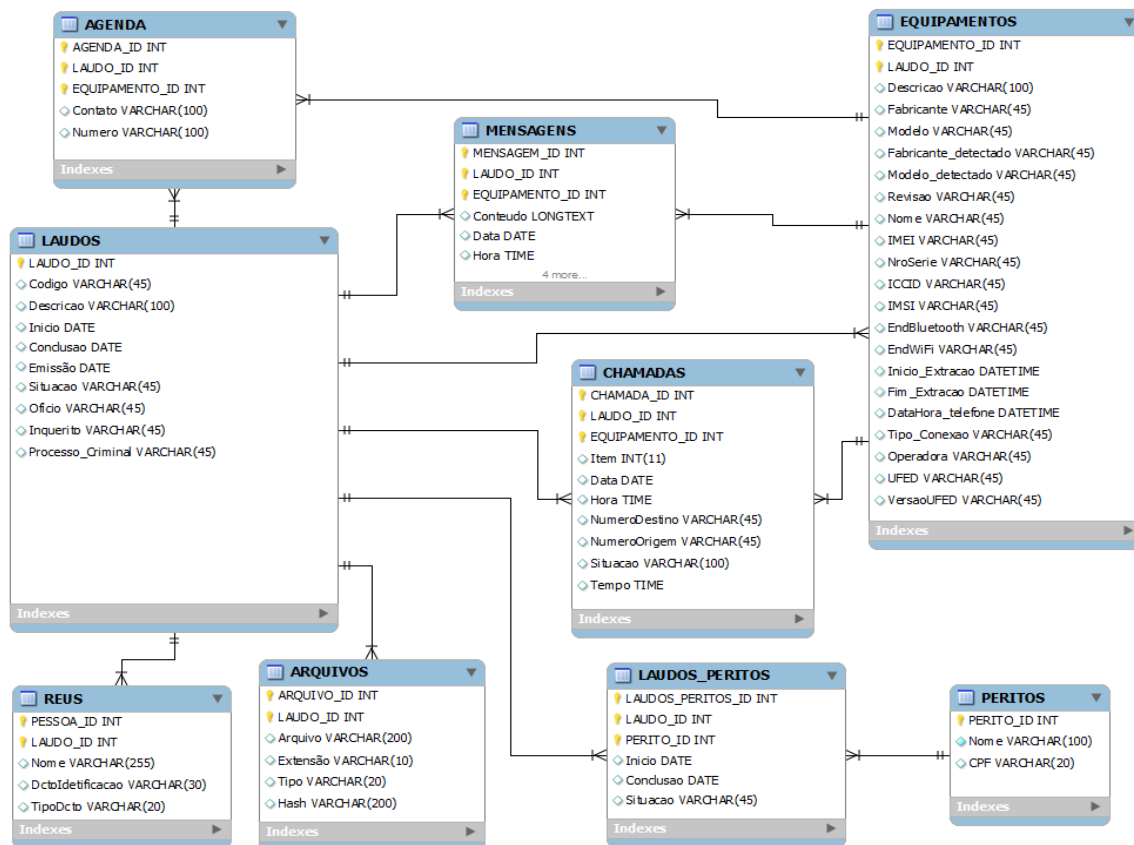 AGENDA
AGENDA_ID INT
LAUDO_ID INT
EQUIPAMENTO_ID INT
Contato VARCHAR(100)
Numero VARCHAR(100)
Indexes
EQUIPAMENTOS
EQUIPAMENTO_ID INT
LAUDO_ID INT
Descricao VARCHAR(100)
Fabricante VARCHAR(45)
Modelo VARCHAR(45)
Fabricante_detectado VARCHAR(45)
Modelo_detectado VARCHAR(45)
Revisao VARCHAR(45)
Nome VARCHAR(45)
IMEI VARCHAR(45)
NroSerie VARCHAR(45)
ICCID VARCHAR(45)
IMSI VARCHAR(45)
EndBluetooth VARCHAR(45)
EndWiFi VARCHAR(45)
Inicio_Extracao DATETIME
Fim_Extracao DATETIME
DataHora_telefone DATETIME
Tipo_Conexao VARCHAR(45)
Operadora VARCHAR(45)
UFED VARCHAR(45)
VersaoUFED VARCHAR(45)
Indexes
MENSAGENS
MENSAGEM_ID INT
LAUDO_ID INT
EQUIPAMENTO_ID INT
Conteudo LONGTEXT
Data DATE
Hora TIME
4 more...
Indexes
LAUDOS
LAUDO_ID INT
Codigo VARCHAR(45)
Descricao VARCHAR(100)
Inicio DATE
Conclusao DATE
Emissão DATE
Situacao VARCHAR(45)
Oficio VARCHAR(45)
Inquerito VARCHAR(45)
Processo_Criminal VARCHAR(45)
Indexes
CHAMADAS
CHAMADA_ID INT
LAUDO_ID INT
EQUIPAMENTO_ID INT
Item INT(11)
Data DATE
Hora TIME
NumeroDestino VARCHAR(45)
NumeroOrigem VARCHAR(45)
Situacao VARCHAR(100)
Tempo TIME
Indexes
REUS
PESSOA_ID INT
LAUDO_ID INT
Nome VARCHAR(255)
DctoIdetificacao VARCHAR(30)
TipoDcto VARCHAR(20)
Indexes
ARQUIVOS
ARQUIVO_ID INT
LAUDO_ID INT
Arquivo VARCHAR(200)
Extensão VARCHAR(10)
Tipo VARCHAR(20)
Hash VARCHAR(200)
Indexes
LAUDOS_PERITOS
LAUDOS_PERITOS_ID INT
LAUDO_ID INT
PERITO_ID INT
Inicio DATE
Conclusao DATE
Situacao VARCHAR(45)
Indexes
PERITOS
PERITO_ID INT
Nome VARCHAR(100)
CPF VARCHAR(20)
Indexes